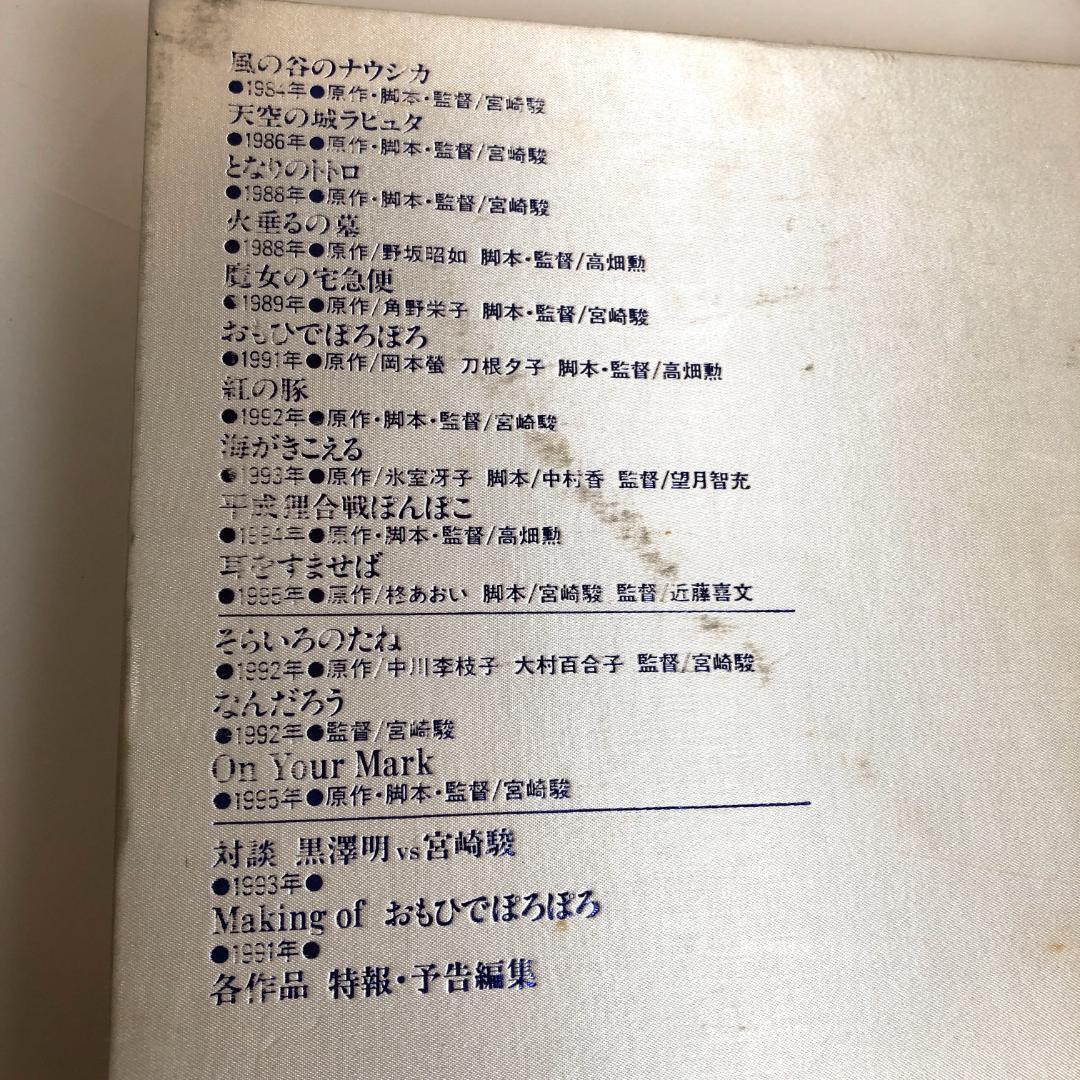 風の谷のナウシカ
●1984年●原作・脚本・監督/宮崎駿
天空の城ラピュタ
●1986年●原作・脚本・監督/宮崎駿
となりのトトロ
●1988年●原作・脚本・監督/宮崎駿
火垂るの墓
●1988年●原作/野坂昭如 脚本・監督/高畑勲
魔女の宅急便
●1989年●原作/角野栄子 脚本・監督/宮崎駿
おもひでぽろぽろ
●1991年●原作/岡本螢 刀根夕子 脚本・監督/高畑勲
紅の豚
●1992年●原作・脚本・監督/宮崎駿
海がきこえる
●1993年●原作/氷室冴子 脚本/中村香 監督/望月智充
平成狸合戦ぽんぽこ
●1994年●原作・脚本・監督/高畑勲
耳をすませば
●1995年●原作/柊あおい 脚本/宮崎駿 監督/近藤喜文
そらいろのたね
●1992年●原作/中川李枝子 大村百合子 監督/宮崎駿
なんだろう
●1992年●監督/宮崎駿
On Your Mark
●1995年●原作・脚本・監督/宮崎駿
対談 黒澤明vs宮崎駿
●1993年●
Making of おもひでぽろぽろ
●1991年●
各作品 特報・予告編集